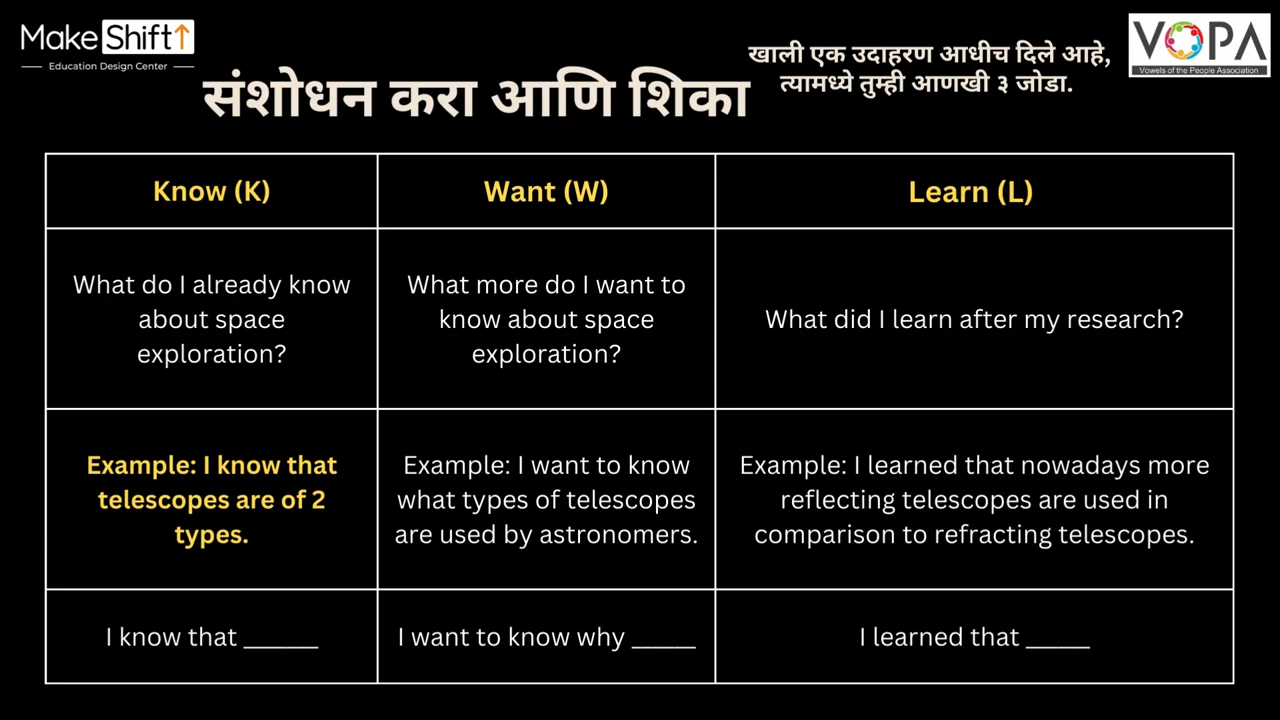 MakeShift↑
Education Design Center
संशोधन करा आणि शिका
खाली एक उदाहरण आधीच दिले आहे,
त्यामध्ये तुम्ही आणखी ३ जोडा.
VOPA
Vowels of the People Association
Know (K)
Want (W)
Learn (L)
What do I already know
about space
exploration?
What more do I want to
know about space
exploration?
What did I learn after my research?
Example: I know that
telescopes are of 2
types.
Example: I want to know
what types of telescopes
are used by astronomers.
Example: I learned that nowadays more
reflecting telescopes are used in
comparison to refracting telescopes.
I know that ______
I want to know why _____
I learned that _____